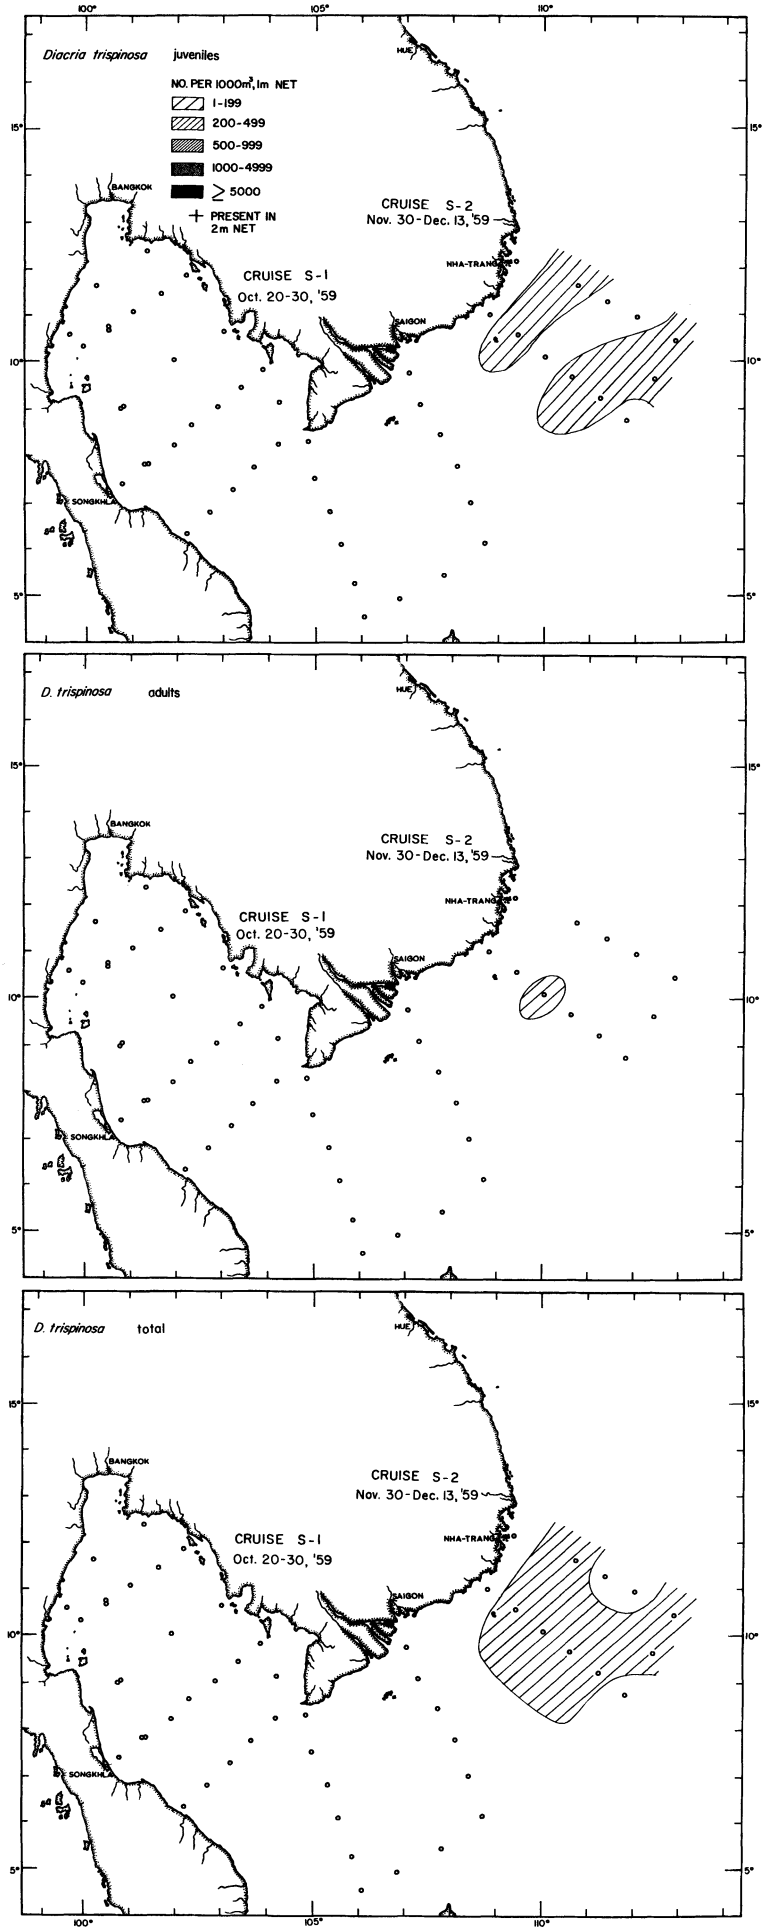 100° 105° 110°
Diacria trispinosa juveniles
HUE
NO. PER 1000m³, 1m NET
1-199
200-499
15° 15°
500-999
1000-4999
≥ 5000
BANGKOK
PRESENT IN
2m NET
CRUISE S-2
Nov. 30-Dec. 13, '59
NHA-TRANG
CRUISE S-1
Oct. 20-30, '59
SAIGON
10° 10°
SONGKHLA
5° 5°
D. trispinosa adults
HUE
15° 15°
BANGKOK
CRUISE S-2
Nov. 30-Dec. 13, '59
NHA-TRANG
CRUISE S-1
Oct. 20-30, '59
SAIGON
10° 10°
SONGKHLA
5° 5°
D. trispinosa total
HUE
15° 15°
BANGKOK
CRUISE S-2
Nov. 30-Dec. 13, '59
NHA-TRANG
CRUISE S-1
Oct. 20-30, '59
SAIGON
10° 10°
SONGKHLA
5° 5°
100° 105° 110°